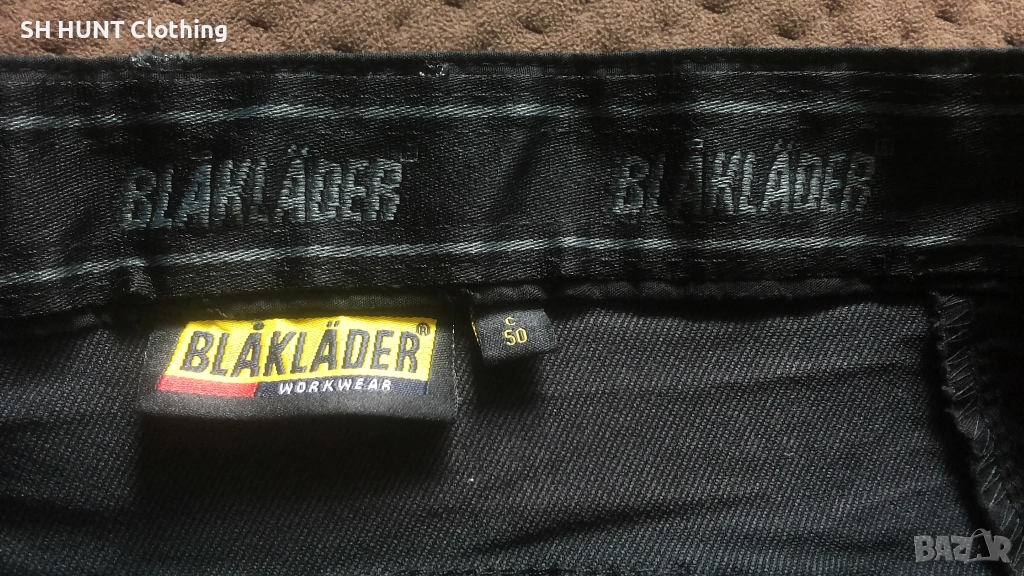 SH HUNT Clothing
BLÅKLÄDER BLÅKLÄDER
BLÅKLÄDER®
WORKWEAR
C
50
BAZAR